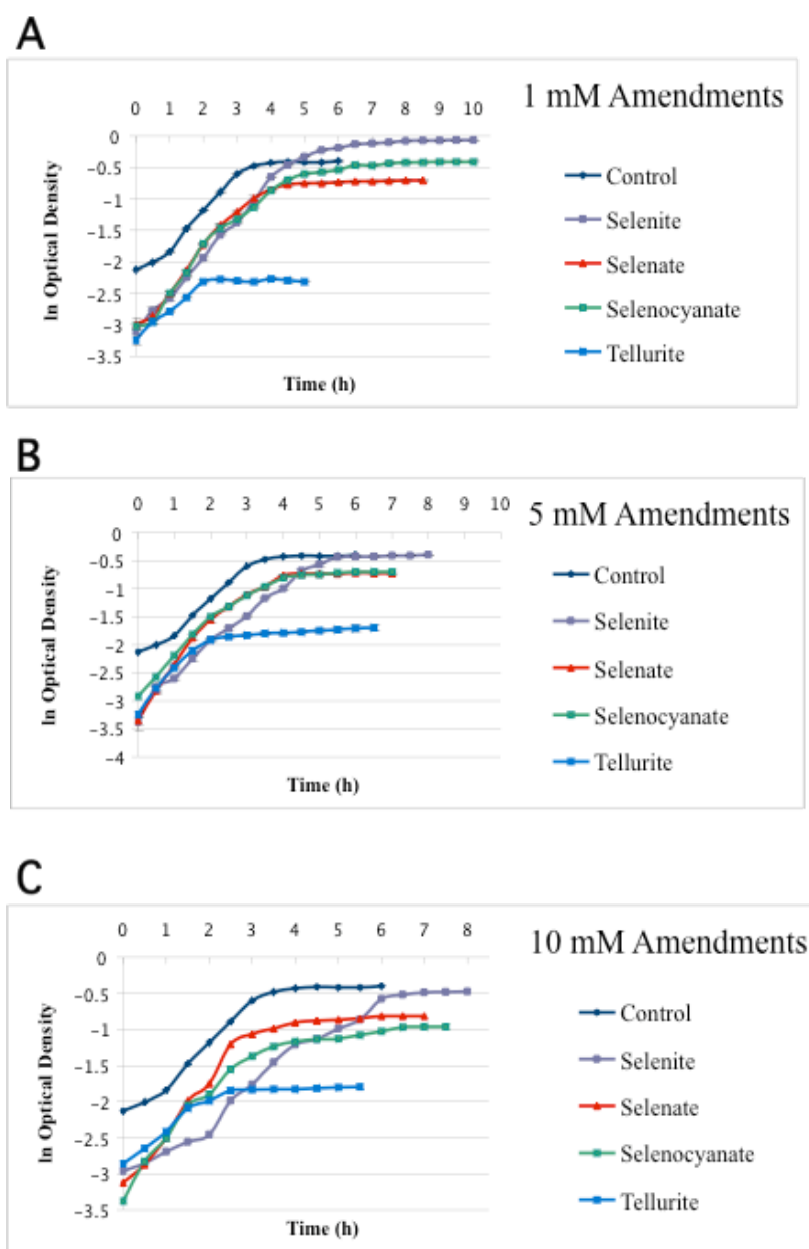 A
1 mM Amendments
0 1 2 3 4 5 6 7 8 9 10
0
−0.5
−1
−1.5
−2
−2.5
−3
−3.5
ln Optical Density
Time (h)
Control
Selenite
Selenate
Selenocyanate
Tellurite
B
5 mM Amendments
0 1 2 3 4 5 6 7 8 9 10
0
−0.5
−1
−1.5
−2
−2.5
−3
−3.5
−4
ln Optical Density
Time (h)
Control
Selenite
Selenate
Selenocyanate
Tellurite
C
10 mM Amendments
0 1 2 3 4 5 6 7 8
0
−0.5
−1
−1.5
−2
−2.5
−3
−3.5
ln Optical Density
Time (h)
Control
Selenite
Selenate
Selenocyanate
Tellurite